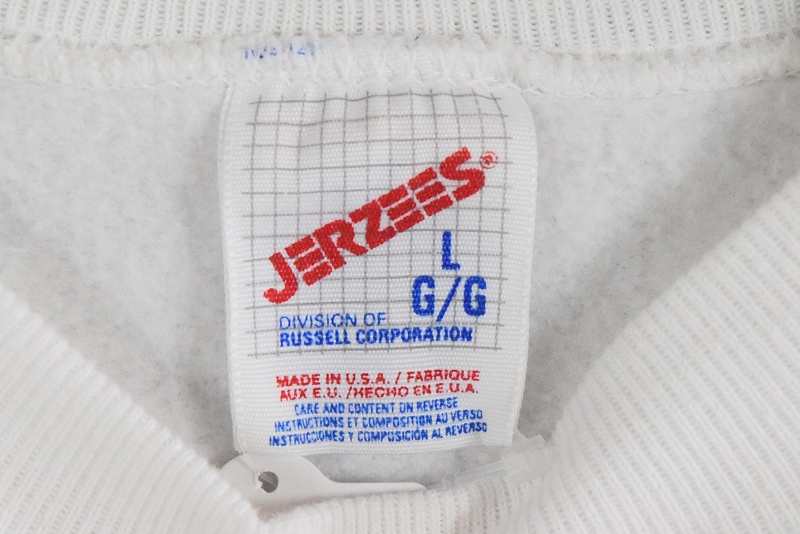 JERZEES®
L
G/G
DIVISION OF
RUSSELL CORPORATION
MADE IN U.S.A. / FABRIQUE
AUX E.U. /HECHO EN E.U.A.
CARE AND CONTENT ON REVERSE
INSTRUCTIONS ET COMPOSITION AU VERSO
INSTRUCCIONES Y COMPOSICIÓN AL REVERSO